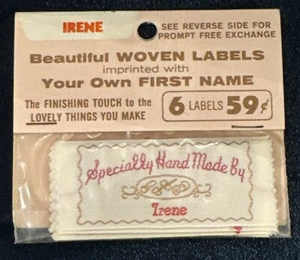 IRENE
SEE REVERSE SIDE FOR
PROMPT FREE EXCHANGE
Beautiful WOVEN LABELS
imprinted with
Your Own FIRST NAME
The FINISHING TOUCH to the
LOVELY THINGS YOU MAKE
6 LABELS 59¢
Specially Hand Made By
Irene